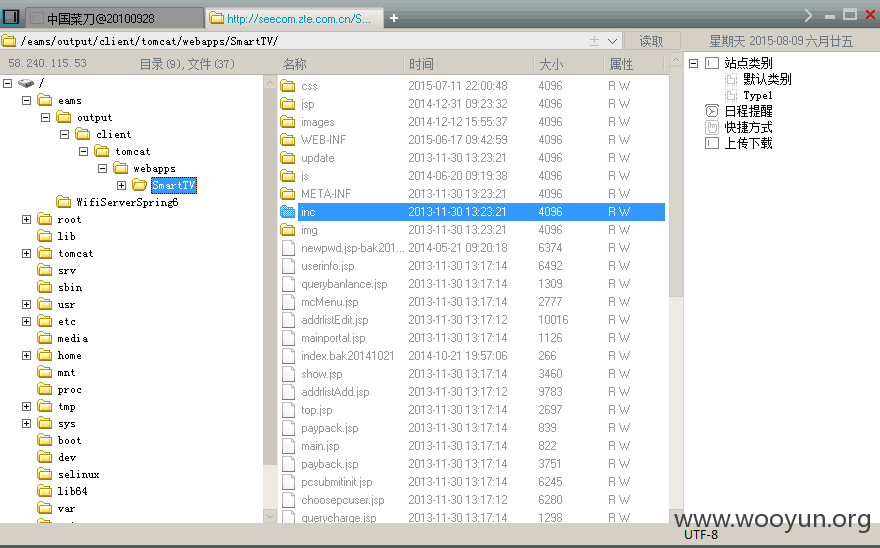 中国菜刀@20100928
http://seecom.zte.com.cn/S...
/eams/output/client/tomcat/webapps/SmartTV/
读取
星期天 2015-08-09 六月廿五
58.240.115.53
目录(9),文件(37)
名称 时间 大小 属性
/
eams
output
client
tomcat
webapps
SmartTV
WifiServerSpring6
root
lib
tomcat
srv
sbin
usr
etc
media
home
mnt
proc
tmp
sys
boot
dev
selinux
lib64
var
css 2015-07-11 22:00:48 4096 R W
jsp 2014-12-31 09:23:32 4096 R W
images 2014-12-12 15:55:37 4096 R W
WEB-INF 2015-06-17 09:42:59 4096 R W
update 2013-11-30 13:23:21 4096 R W
js 2014-06-20 09:19:38 4096 R W
META-INF 2013-11-30 13:23:21 4096 R W
inc 2013-11-30 13:23:21 4096 R W
img 2013-11-30 13:23:21 4096 R W
newpwd.jsp-bak201... 2014-05-21 09:20:18 6374 R W
userinfo.jsp 2013-11-30 13:17:14 6492 R W
querybanlance.jsp 2013-11-30 13:17:14 1309 R W
mcMenu.jsp 2013-11-30 13:17:14 2777 R W
addrlistEdit.jsp 2013-11-30 13:17:12 10016 R W
mainportal.jsp 2013-11-30 13:17:14 1126 R W
index.bak20141021 2014-10-21 19:57:06 266 R W
show.jsp 2013-11-30 13:17:14 3460 R W
addrlistAdd.jsp 2013-11-30 13:17:12 9783 R W
top.jsp 2013-11-30 13:17:14 2697 R W
paypack.jsp 2013-11-30 13:17:14 839 R W
main.jsp 2013-11-30 13:17:14 822 R W
payback.jsp 2013-11-30 13:17:14 3751 R W
pcsubmitinit.jsp 2013-11-30 13:17:14 6245 R W
choosepcuser.jsp 2013-11-30 13:17:12 6280 R W
querycharge.jsp 2013-11-30 13:17:14 1298 R W
站点类别
默认类别
Type1
日程提醒
快捷方式
上传下载
www.wooyun.org
UTF-8